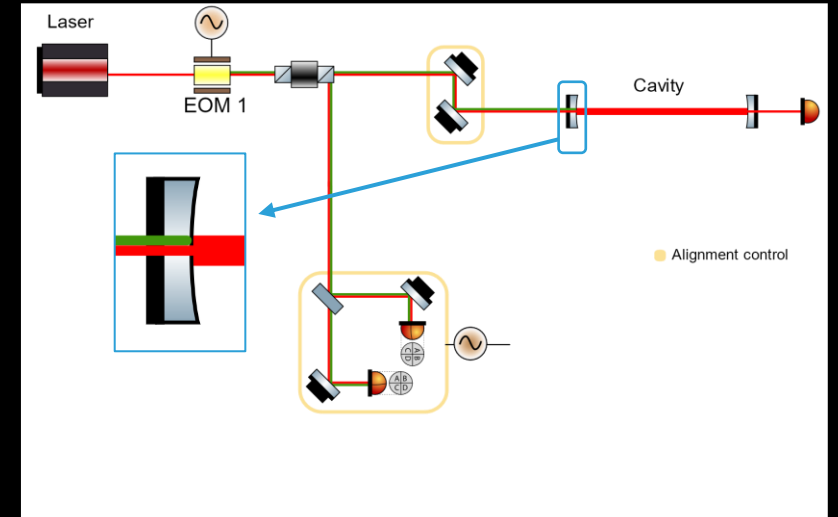 Laser
EOM 1
Cavity
Alignment control
A B
C D
A B
C D